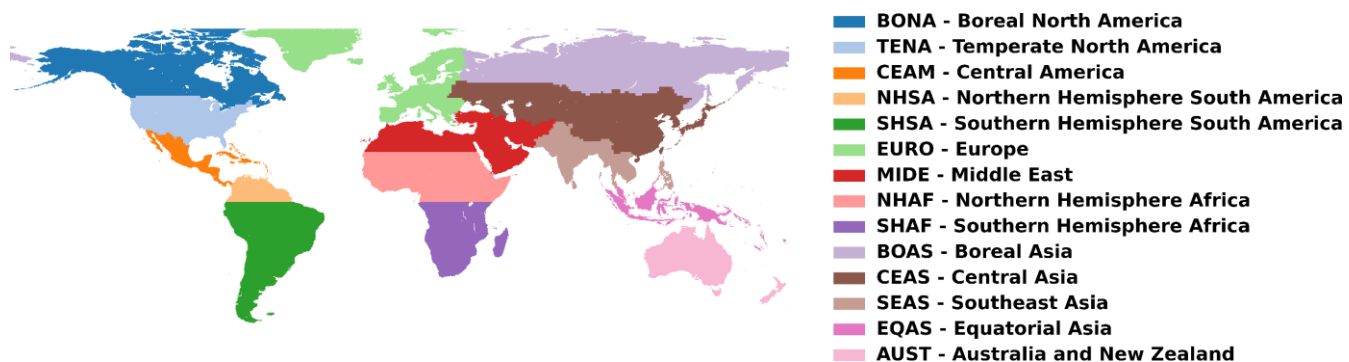 BONA - Boreal North America
TENA - Temperate North America
CEAM - Central America
NHSA - Northern Hemisphere South America
SHSA - Southern Hemisphere South America
EURO - Europe
MIDE - Middle East
NHAF - Northern Hemisphere Africa
SHAF - Southern Hemisphere Africa
BOAS - Boreal Asia
CEAS - Central Asia
SEAS - Southeast Asia
EQAS - Equatorial Asia
AUST - Australia and New Zealand